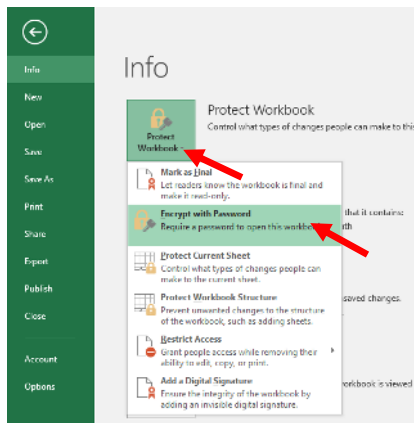 Info
Info
New
Protect Workbook
Open
Control what types of changes people can make to this
Protect
Workbook
Save
Mark as Final
Save As
Let readers know the workbook is final and
make it read-only.
Print
Encrypt with Password
that it contains:
Require a password to open this workbook.
Share
Protect Current Sheet
Export
Control what types of changes people can
make to the current sheet.
Publish
Protect Workbook Structure
saved changes.
Prevent unwanted changes to the structure
Close
of the workbook, such as adding sheets.
Restrict Access
Grant people access while removing their
Account
ability to edit, copy, or print.
Add a Digital Signature
Options
Ensure the integrity of the workbook by
workbook is viewed
adding an invisible digital signature.